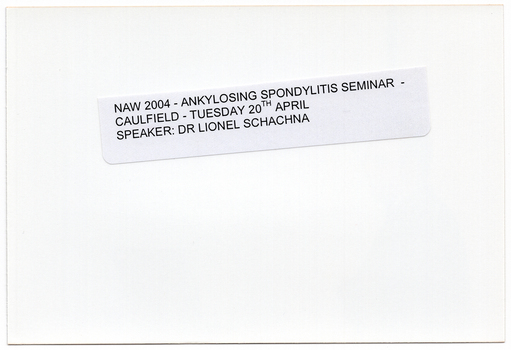 NAW 2004 - ANKYLOSING SPONDYLITIS SEMINAR -
CAULFIELD - TUESDAY 20TH APRIL
SPEAKER: DR LIONEL SCHACHNA